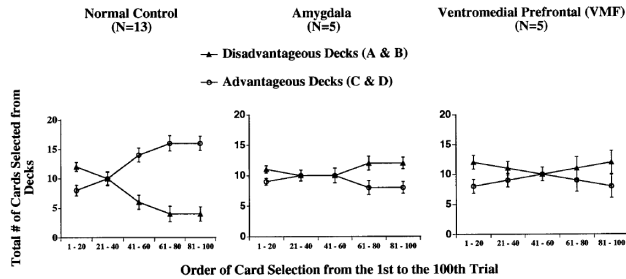 Normal Control
(N=13)
Amygdala
(N=5)
Ventromedial Prefrontal (VMF)
(N=5)
Disadvantageous Decks (A & B)
Advantageous Decks (C & D)
Total # of Cards Selected from
Decks
20
15
10
5
0
1 - 20 21 - 40 41 - 60 61 - 80 81 - 100
20
15
10
5
0
1 - 20 21 - 40 41 - 60 61 - 80 81 - 100
20
15
10
5
0
1 - 20 21 - 40 41 - 60 61 - 80 81 - 100
Order of Card Selection from the 1st to the 100th Trial